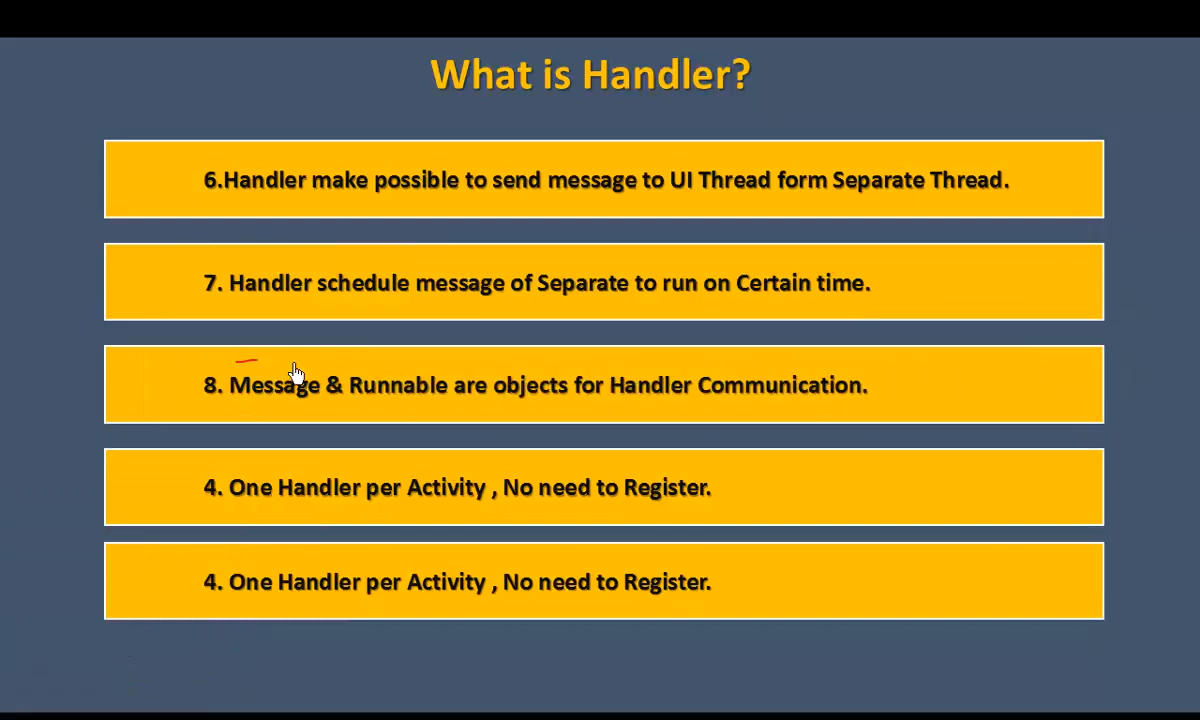 What is Handler?
6.Handler make possible to send message to UI Thread form Separate Thread.
7. Handler schedule message of Separate to run on Certain time.
8. Message & Runnable are objects for Handler Communication.
4. One Handler per Activity , No need to Register.
4. One Handler per Activity , No need to Register.